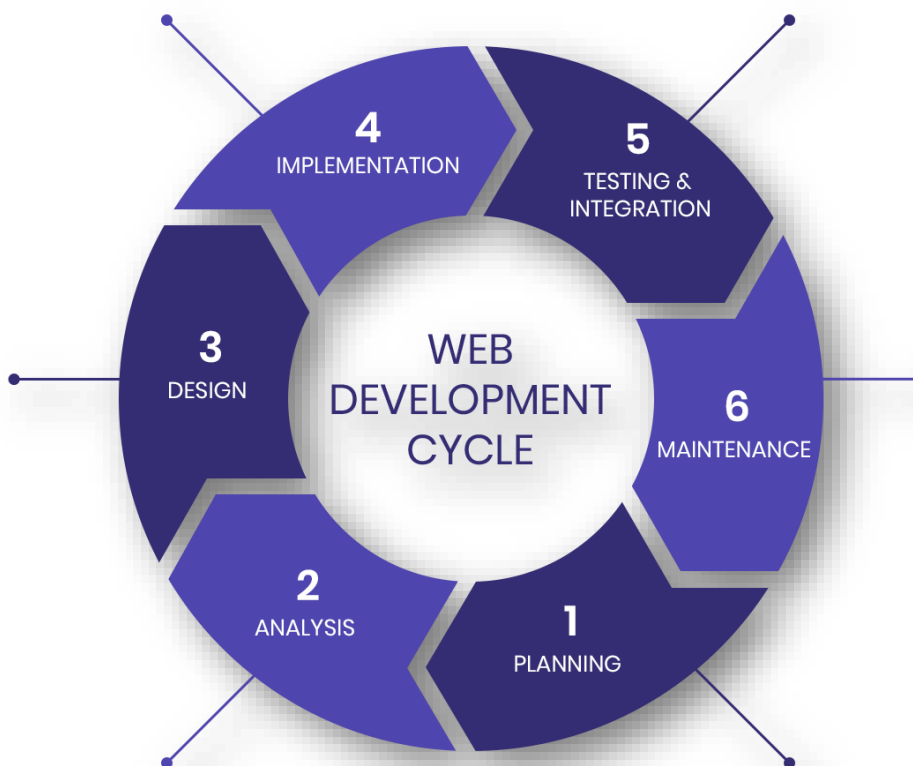 WEB
DEVELOPMENT
CYCLE
1
PLANNING
2
ANALYSIS
3
DESIGN
4
IMPLEMENTATION
5
TESTING &
INTEGRATION
6
MAINTENANCE